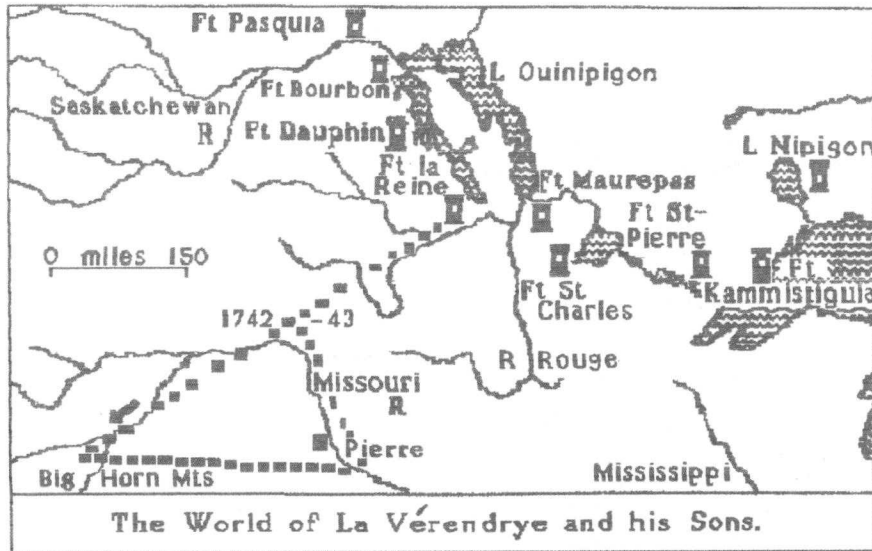 Ft Pasquia
L Ouinipigon
Ft Bourbon
Saskatchewan
R
Ft Dauphin
L Nipigon
Ft la
Reine
Ft Maurepas
Ft St-
Pierre
0 miles 150
Ft
Kammistiguia
Ft St
Charles
1742 -43
R Rouge
Missouri
R
Pierre
Big Horn Mts
Mississippi
The World of La Vérendrye and his Sons.